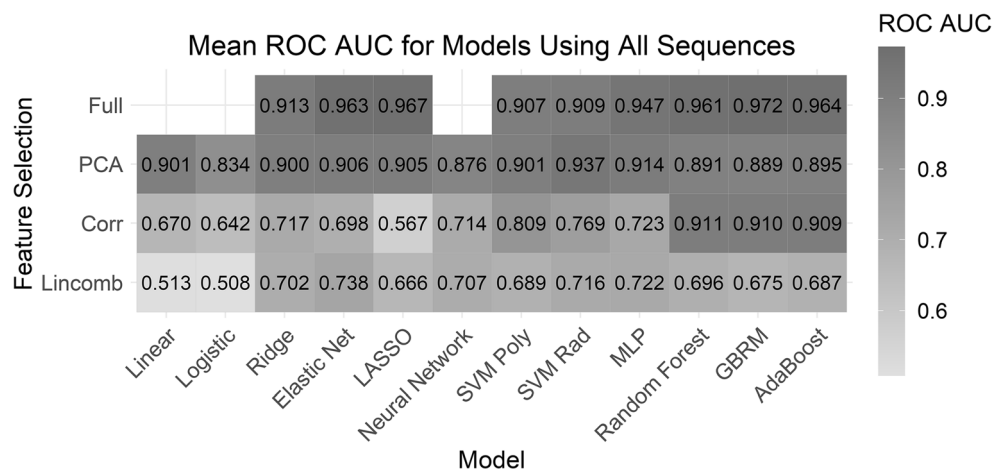 Mean ROC AUC for Models Using All Sequences
ROC AUC
0.9
0.8
0.7
0.6
Feature Selection
Full 0.913 0.963 0.967 0.907 0.909 0.947 0.961 0.972 0.964
PCA 0.901 0.834 0.900 0.906 0.905 0.876 0.901 0.937 0.914 0.891 0.889 0.895
Corr 0.670 0.642 0.717 0.698 0.567 0.714 0.809 0.769 0.723 0.911 0.910 0.909
Lincomb 0.513 0.508 0.702 0.738 0.666 0.707 0.689 0.716 0.722 0.696 0.675 0.687
Linear
Logistic
Ridge
Elastic Net
LASSO
Neural Network
SVM Poly
SVM Rad
MLP
Random Forest
GBRM
AdaBoost
Model